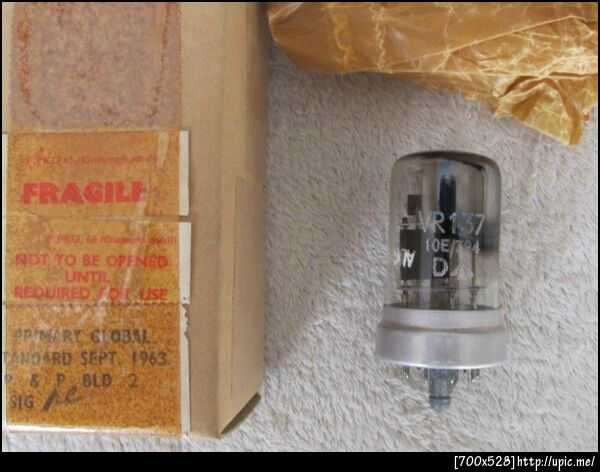 FRAGILE
NOT TO BE OPENED
UNTIL
REQUIRED FOR USE
PRIMARY GLOBAL
STANDARD SEPT. 1963
P & P BLD 2
SIG
VR137
10E/394
DA
[700x528]http://upic.me/